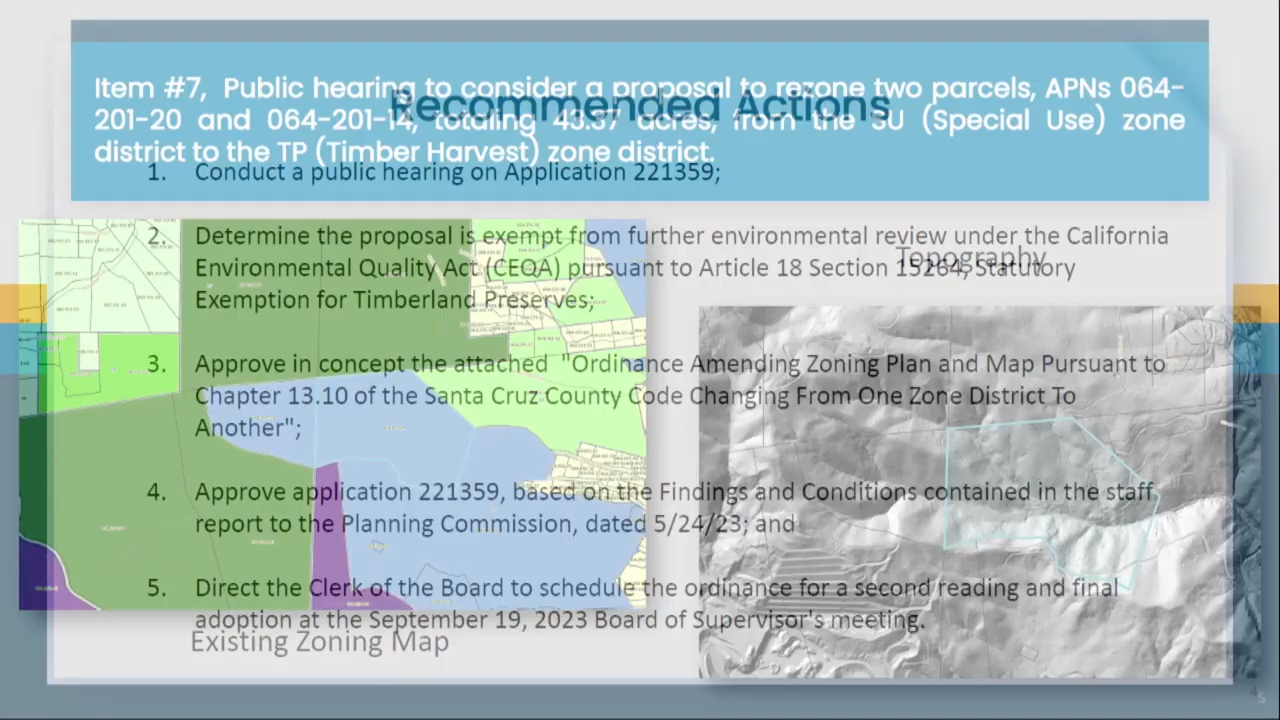 Item #7, Public hearing to consider a proposal to rezone two parcels, APNs 064-
201-20 and 064-201-14, totaling 43.37 acres, from the SU (Special Use) zone
district to the TP (Timber Harvest) zone district.
Recommended Actions
1. Conduct a public hearing on Application 221359;
2. Determine the proposal is exempt from further environmental review under the California
Environmental Quality Act (CEQA) pursuant to Article 18 Section 15264, Statutory
Exemption for Timberland Preserves;
3. Approve in concept the attached "Ordinance Amending Zoning Plan and Map Pursuant to
Chapter 13.10 of the Santa Cruz County Code Changing From One Zone District To
Another";
4. Approve application 221359, based on the Findings and Conditions contained in the staff
report to the Planning Commission, dated 5/24/23; and
5. Direct the Clerk of the Board to schedule the ordinance for a second reading and final
adoption at the September 19, 2023 Board of Supervisor's meeting.
Topography
Existing Zoning Map
4
5